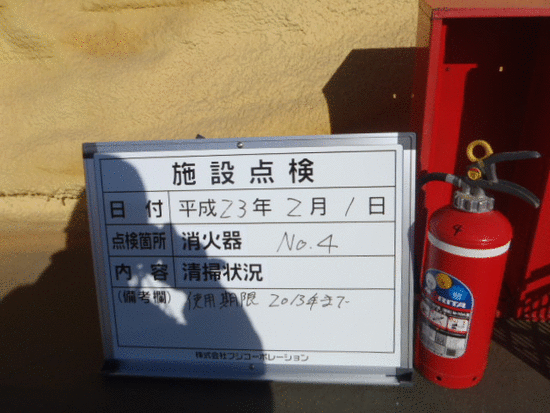 施設点検
日付 平成23年2月1日
点検箇所 消火器 No.4
内容 清掃状況
(備考欄) 使用期限 2013年まで
株式会社フジコーポレーション
4
RITA